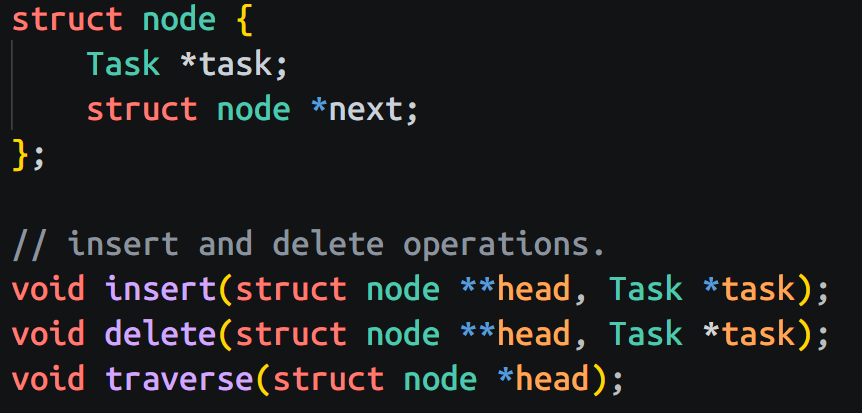 struct node {
    Task *task;
    struct node *next;
};

// insert and delete operations.
void insert(struct node **head, Task *task);
void delete(struct node **head, Task *task);
void traverse(struct node *head);